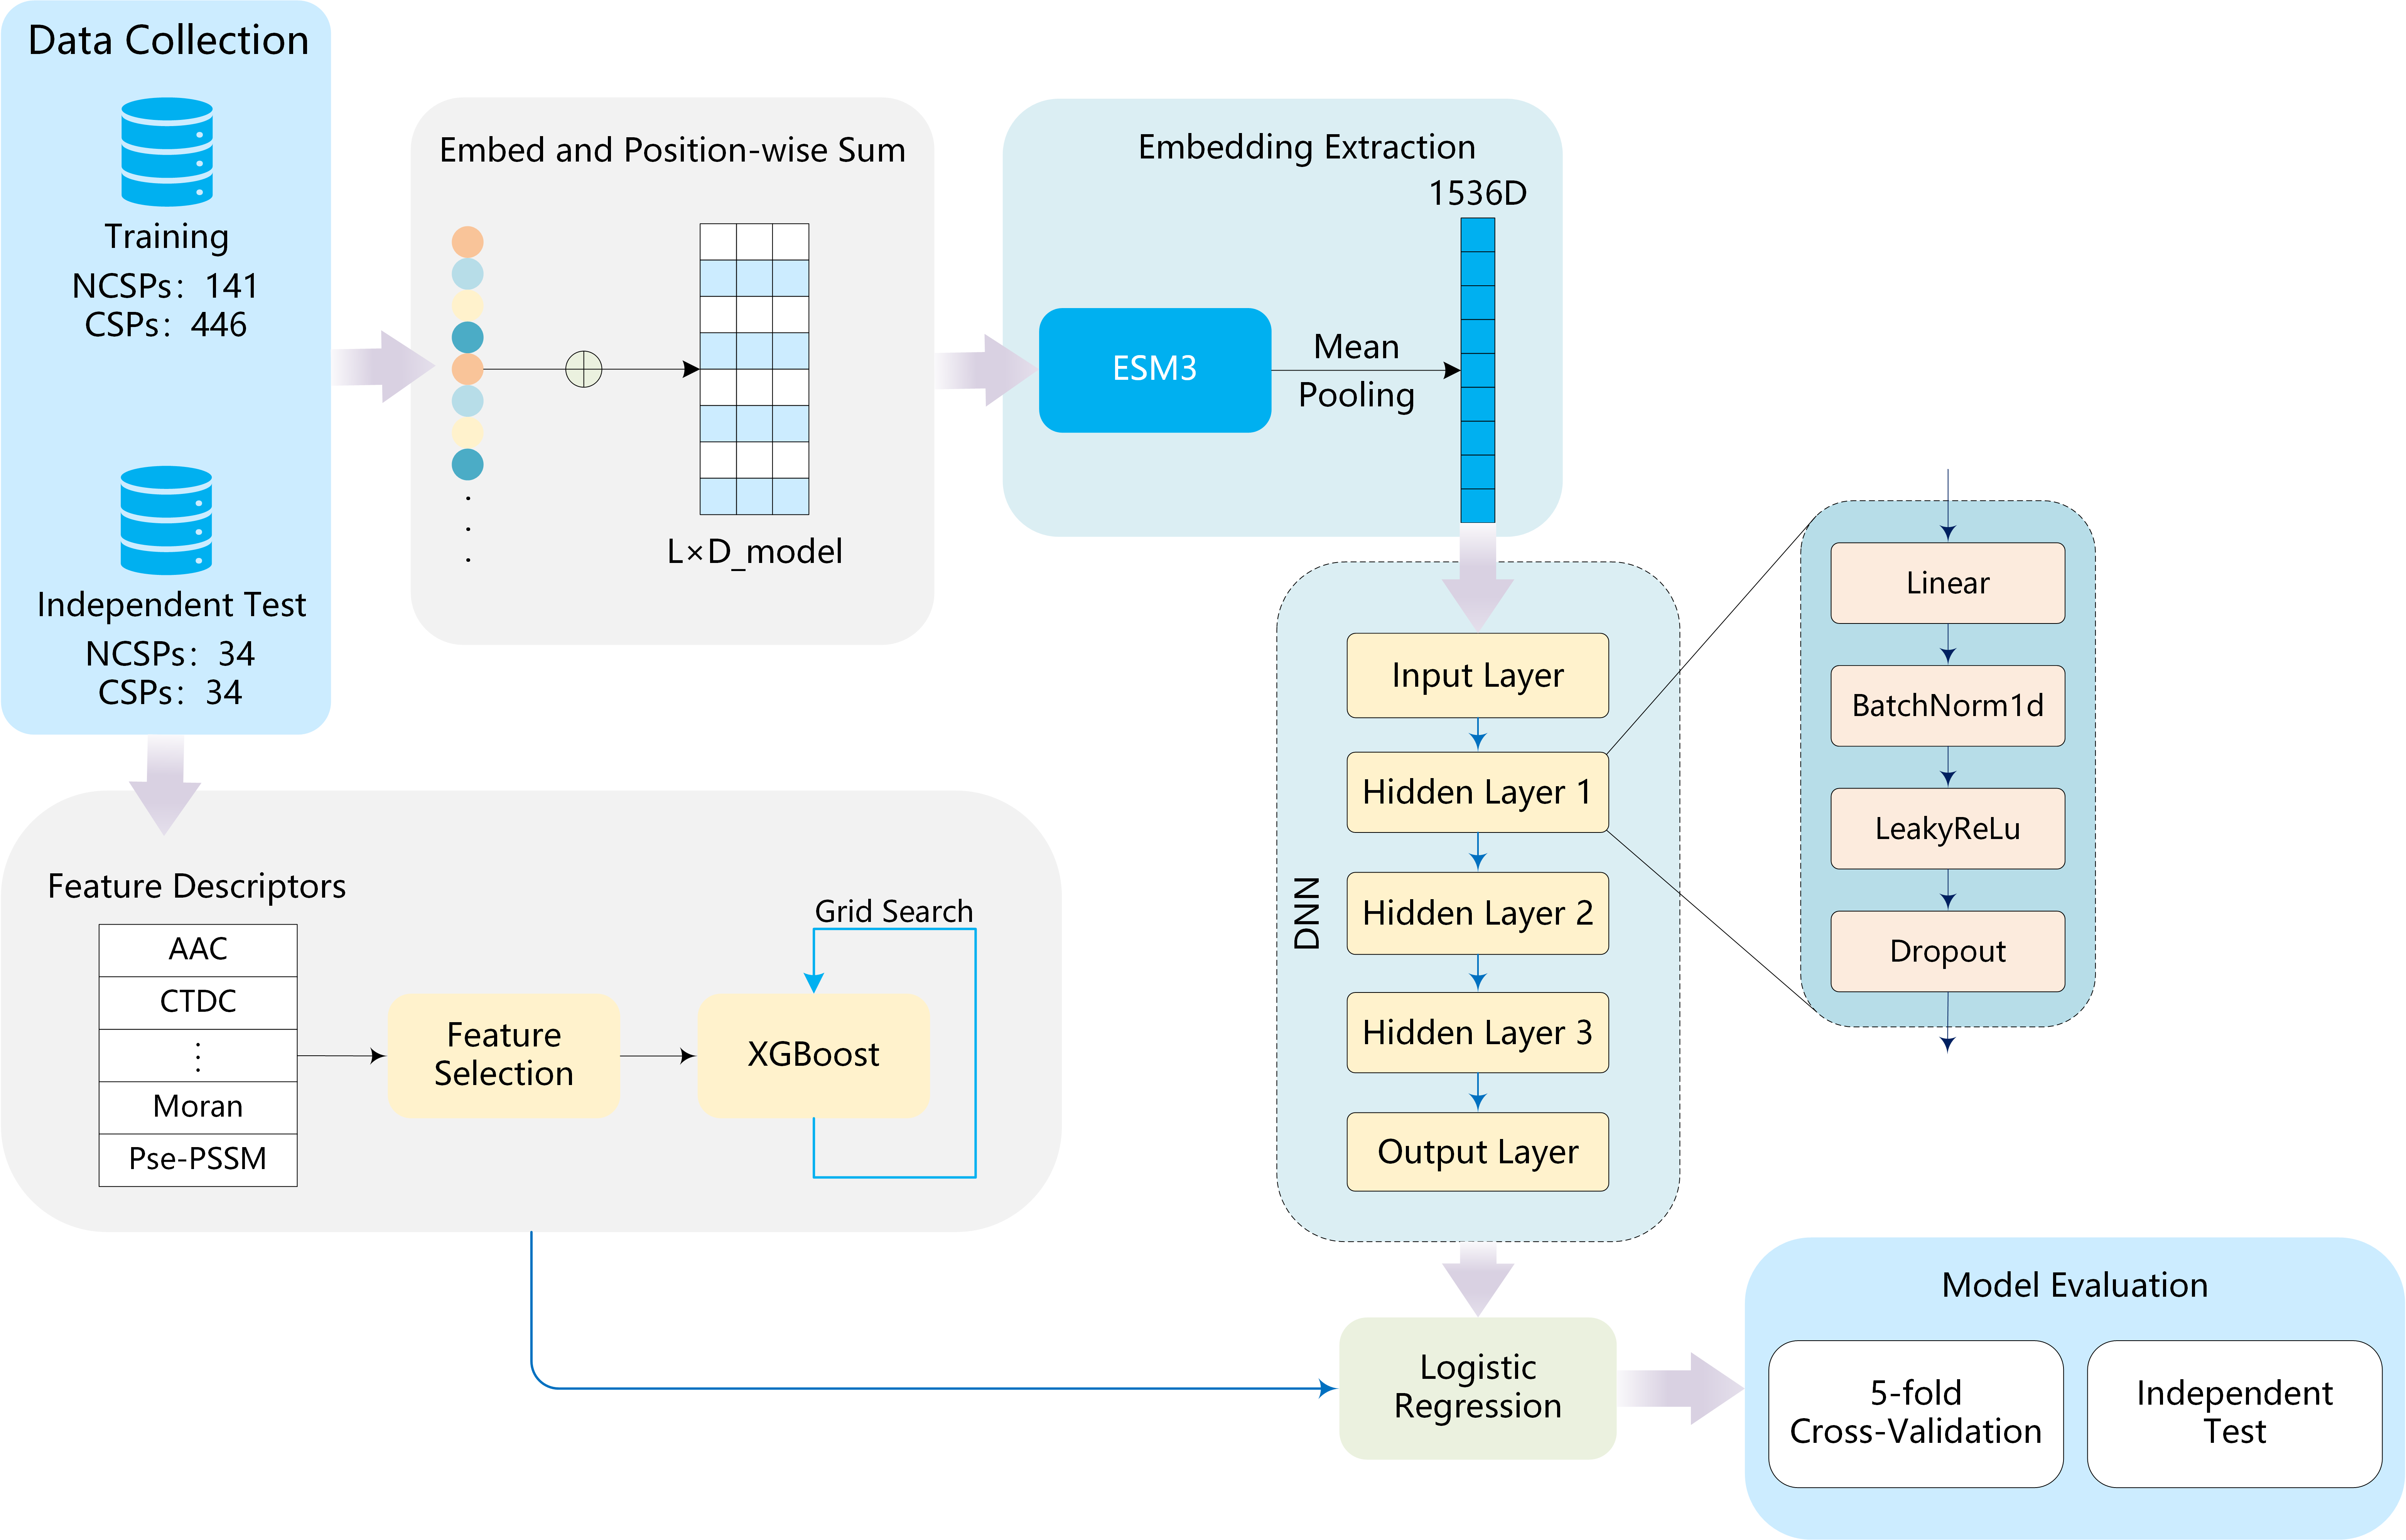 Data Collection
Training
NCSPs：141
CSPs：446
Independent Test
NCSPs：34
CSPs：34
Embed and Position-wise Sum
L×D_model
Embedding Extraction
1536D
ESM3
Mean
Pooling
Input Layer
Hidden Layer 1
Hidden Layer 2
Hidden Layer 3
Output Layer
DNN
Linear
BatchNorm1d
LeakyReLu
Dropout
Feature Descriptors
AAC
CTDC
⋮
Moran
Pse-PSSM
Feature
Selection
Grid Search
XGBoost
Logistic
Regression
Model Evaluation
5-fold
Cross-Validation
Independent
Test